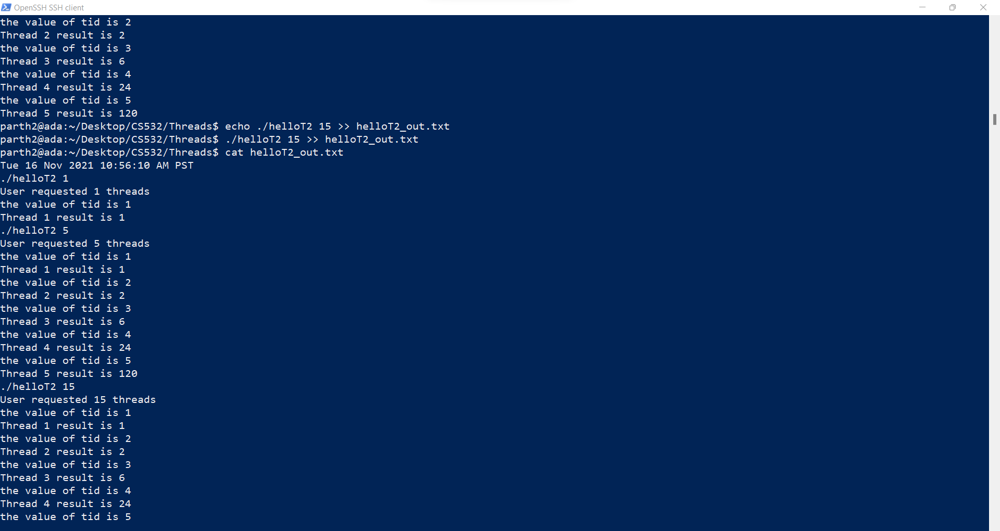 OpenSSH SSH client
the value of tid is 2
Thread 2 result is 2
the value of tid is 3
Thread 3 result is 6
the value of tid is 4
Thread 4 result is 24
the value of tid is 5
Thread 5 result is 120
parth2@ada:~/Desktop/CS532/Threads$ echo ./helloT2 15 >> helloT2_out.txt
parth2@ada:~/Desktop/CS532/Threads$ ./helloT2 15 >> helloT2_out.txt
parth2@ada:~/Desktop/CS532/Threads$ cat helloT2_out.txt
Tue 16 Nov 2021 10:56:10 AM PST
./helloT2 1
User requested 1 threads
the value of tid is 1
Thread 1 result is 1
./helloT2 5
User requested 5 threads
the value of tid is 1
Thread 1 result is 1
the value of tid is 2
Thread 2 result is 2
the value of tid is 3
Thread 3 result is 6
the value of tid is 4
Thread 4 result is 24
the value of tid is 5
Thread 5 result is 120
./helloT2 15
User requested 15 threads
the value of tid is 1
Thread 1 result is 1
the value of tid is 2
Thread 2 result is 2
the value of tid is 3
Thread 3 result is 6
the value of tid is 4
Thread 4 result is 24
the value of tid is 5